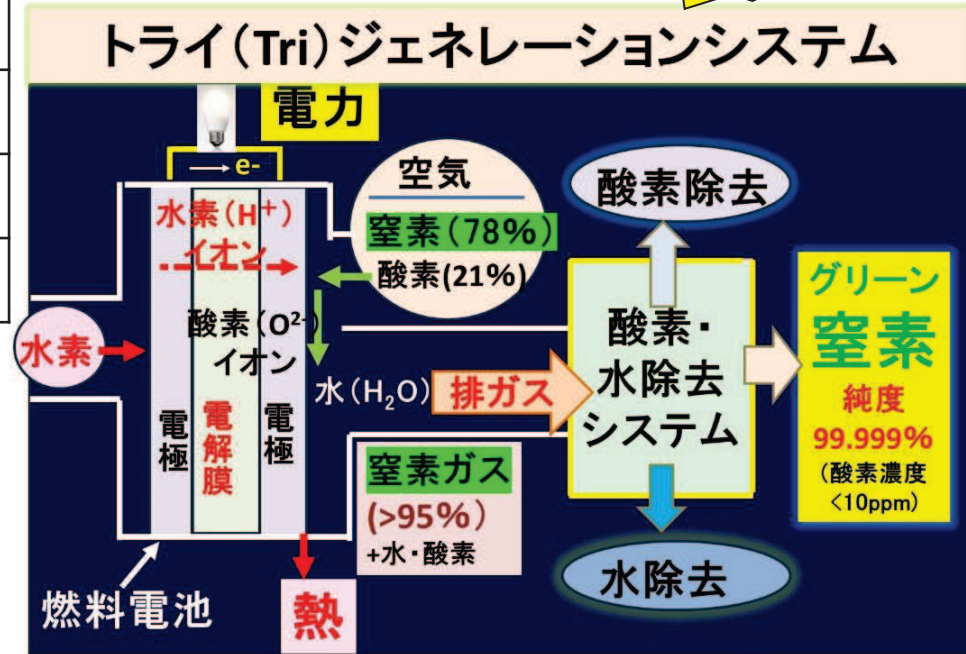 トライ(Tri)ジェネレーションシステム
電力
→ e-
水素(H⁺)
イオン
空気
窒素(78%)
酸素(21%)
酸素除去
水素
酸素(O²⁻)
イオン
水(H₂O)
排ガス
電極
電解膜
電極
酸素・
水除去
システム
グリーン
窒素
純度
99.999%
(酸素濃度
<10ppm)
窒素ガス
(>95%)
+水・酸素
水除去
燃料電池
熱